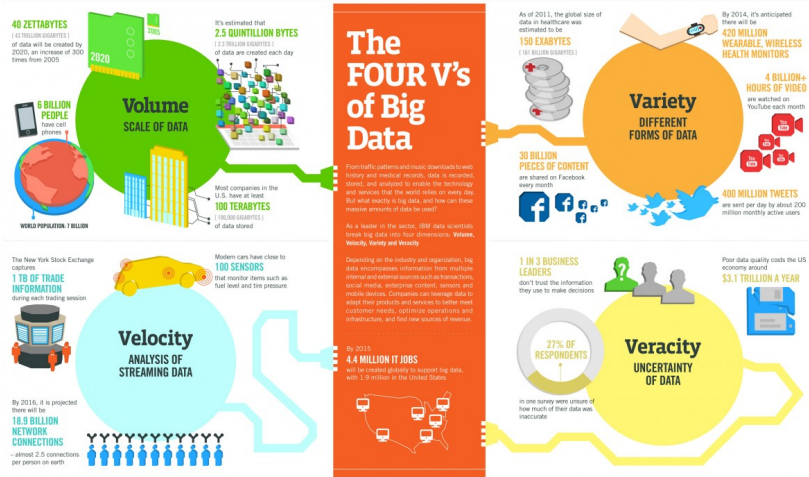 40 ZETTABYTES
[ 43 TRILLION GIGABYTES ]
of data will be created by
2020, an increase of 300
times from 2005
2020
2005
It's estimated that
2.5 QUINTILLION BYTES
[ 2.3 TRILLION GIGABYTES ]
of data are created each day
6 BILLION
PEOPLE
have cell
phones
WORLD POPULATION: 7 BILLION
Volume
SCALE OF DATA
Most companies in the
U.S. have at least
100 TERABYTES
[ 100,000 GIGABYTES ]
of data stored
The New York Stock Exchange
captures
1 TB OF TRADE
INFORMATION
during each trading session
Modern cars have close to
100 SENSORS
that monitor items such as
fuel level and tire pressure
Velocity
ANALYSIS OF
STREAMING DATA
By 2016, it is projected
there will be
18.9 BILLION
NETWORK
CONNECTIONS
– almost 2.5 connections
per person on earth
The
FOUR V's
of Big
Data
From traffic patterns and music downloads to web
history and medical records, data is recorded,
stored, and analyzed to enable the technology
and services that the world relies on every day.
But what exactly is big data, and how can these
massive amounts of data be used?
As a leader in the sector, IBM data scientists
break big data into four dimensions: Volume,
Velocity, Variety and Veracity
Depending on the industry and organization, big
data encompasses information from multiple
internal and external sources such as transactions,
social media, enterprise content, sensors and
mobile devices. Companies can leverage data to
adapt their products and services to better meet
customer needs, optimize operations and
infrastructure, and find new sources of revenue.
By 2015
4.4 MILLION IT JOBS
will be created globally to support big data,
with 1.9 million in the United States
As of 2011, the global size of
data in healthcare was
estimated to be
150 EXABYTES
[ 161 BILLION GIGABYTES ]
By 2014, it's anticipated
there will be
420 MILLION
WEARABLE, WIRELESS
HEALTH MONITORS
Variety
DIFFERENT
FORMS OF DATA
4 BILLION+
HOURS OF VIDEO
are watched on
YouTube each month
You Tube
You Tube
You Tube
You Tube
You Tube
30 BILLION
PIECES OF CONTENT
are shared on Facebook
every month
f f f f f f
400 MILLION TWEETS
are sent per day by about 200
million monthly active users
1 IN 3 BUSINESS
LEADERS
don't trust the information
they use to make decisions
?
Poor data quality costs the US
economy around
$3.1 TRILLION A YEAR
27% OF
RESPONDENTS
in one survey were unsure of
how much of their data was
inaccurate
Veracity
UNCERTAINTY
OF DATA